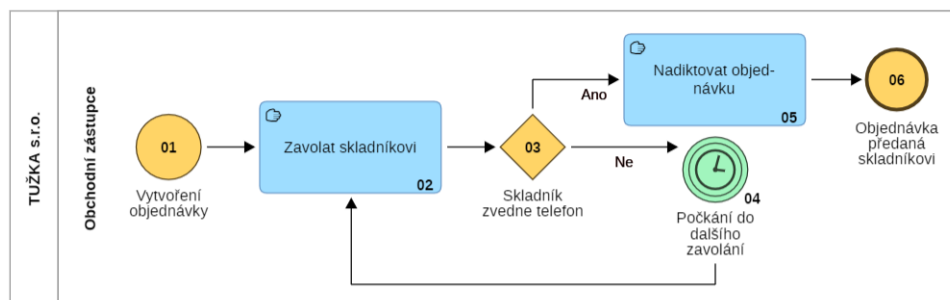 TUŽKA s.r.o.
Obchodní zástupce
01
Vytvoření
objednávky
Zavolat skladníkovi
02
03
Skladník
zvedne telefon
Ano
Ne
Nadiktovat objed-
návku
05
04
Počkání do
dalšího
zavolání
06
Objednávka
předaná
skladníkovi